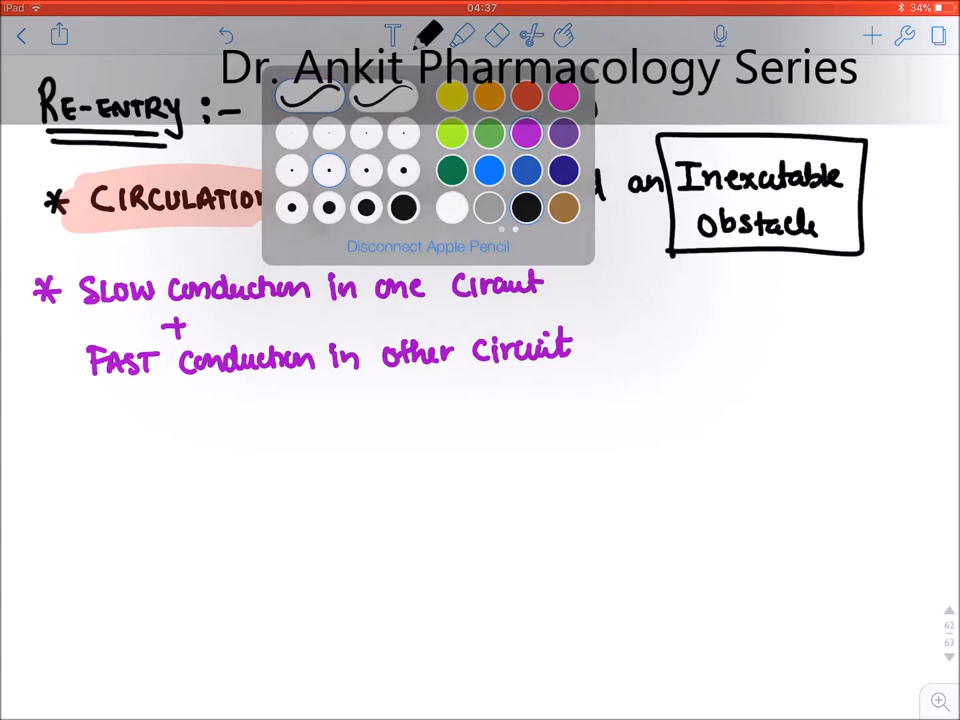 iPad 04:37 34%
T
Dr. Ankit Pharmacology Series
RE-ENTRY :-
* CIRCULATION an Inexcitable
Obstacle
Disconnect Apple Pencil
* SLOW conduction in one Circuit
+
FAST conduction in other circuit
62
63